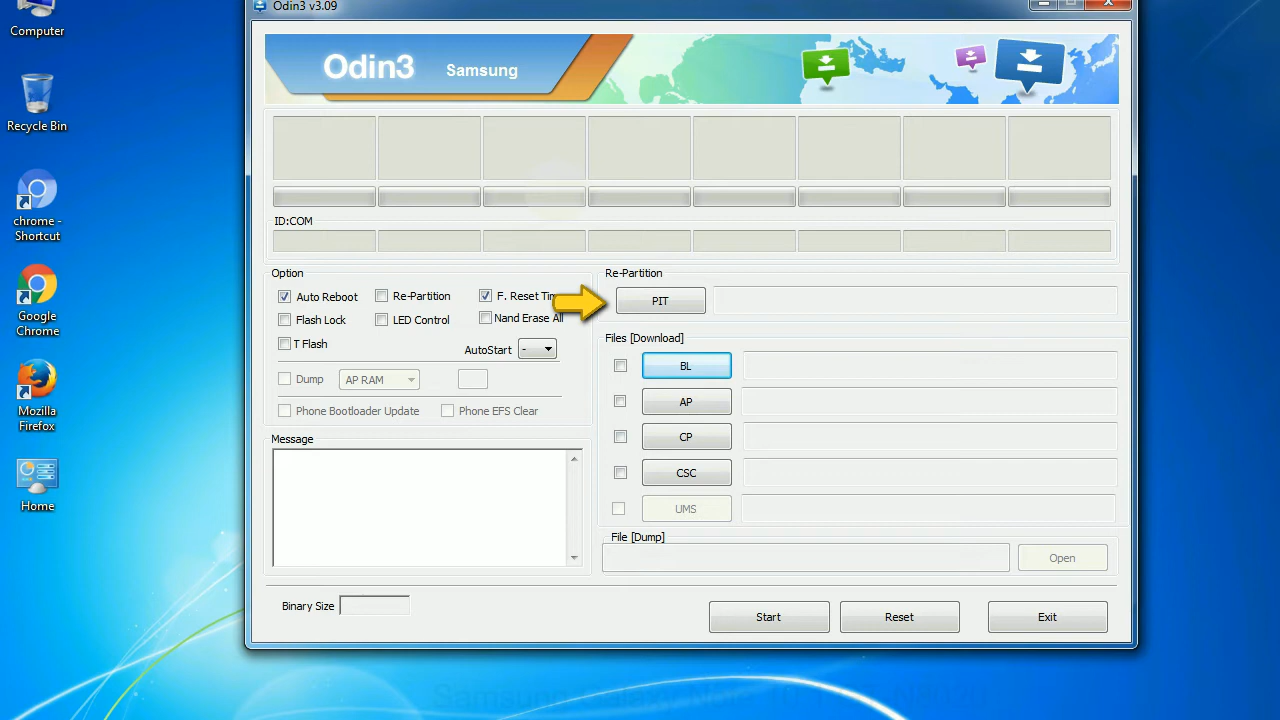 Odin3 v3.09
Computer
Recycle Bin
chrome -
Shortcut
Google
Chrome
Mozilla
Firefox
Home
Odin3 Samsung
ID:COM
Option
Auto Reboot Re-Partition F. Reset Tim
Flash Lock LED Control Nand Erase All
T Flash
AutoStart -
Dump AP RAM
Phone Bootloader Update Phone EFS Clear
Message
Re-Partition
PIT
Files [Download]
BL
AP
CP
CSC
UMS
File [Dump]
Open
Binary Size
Start Reset Exit